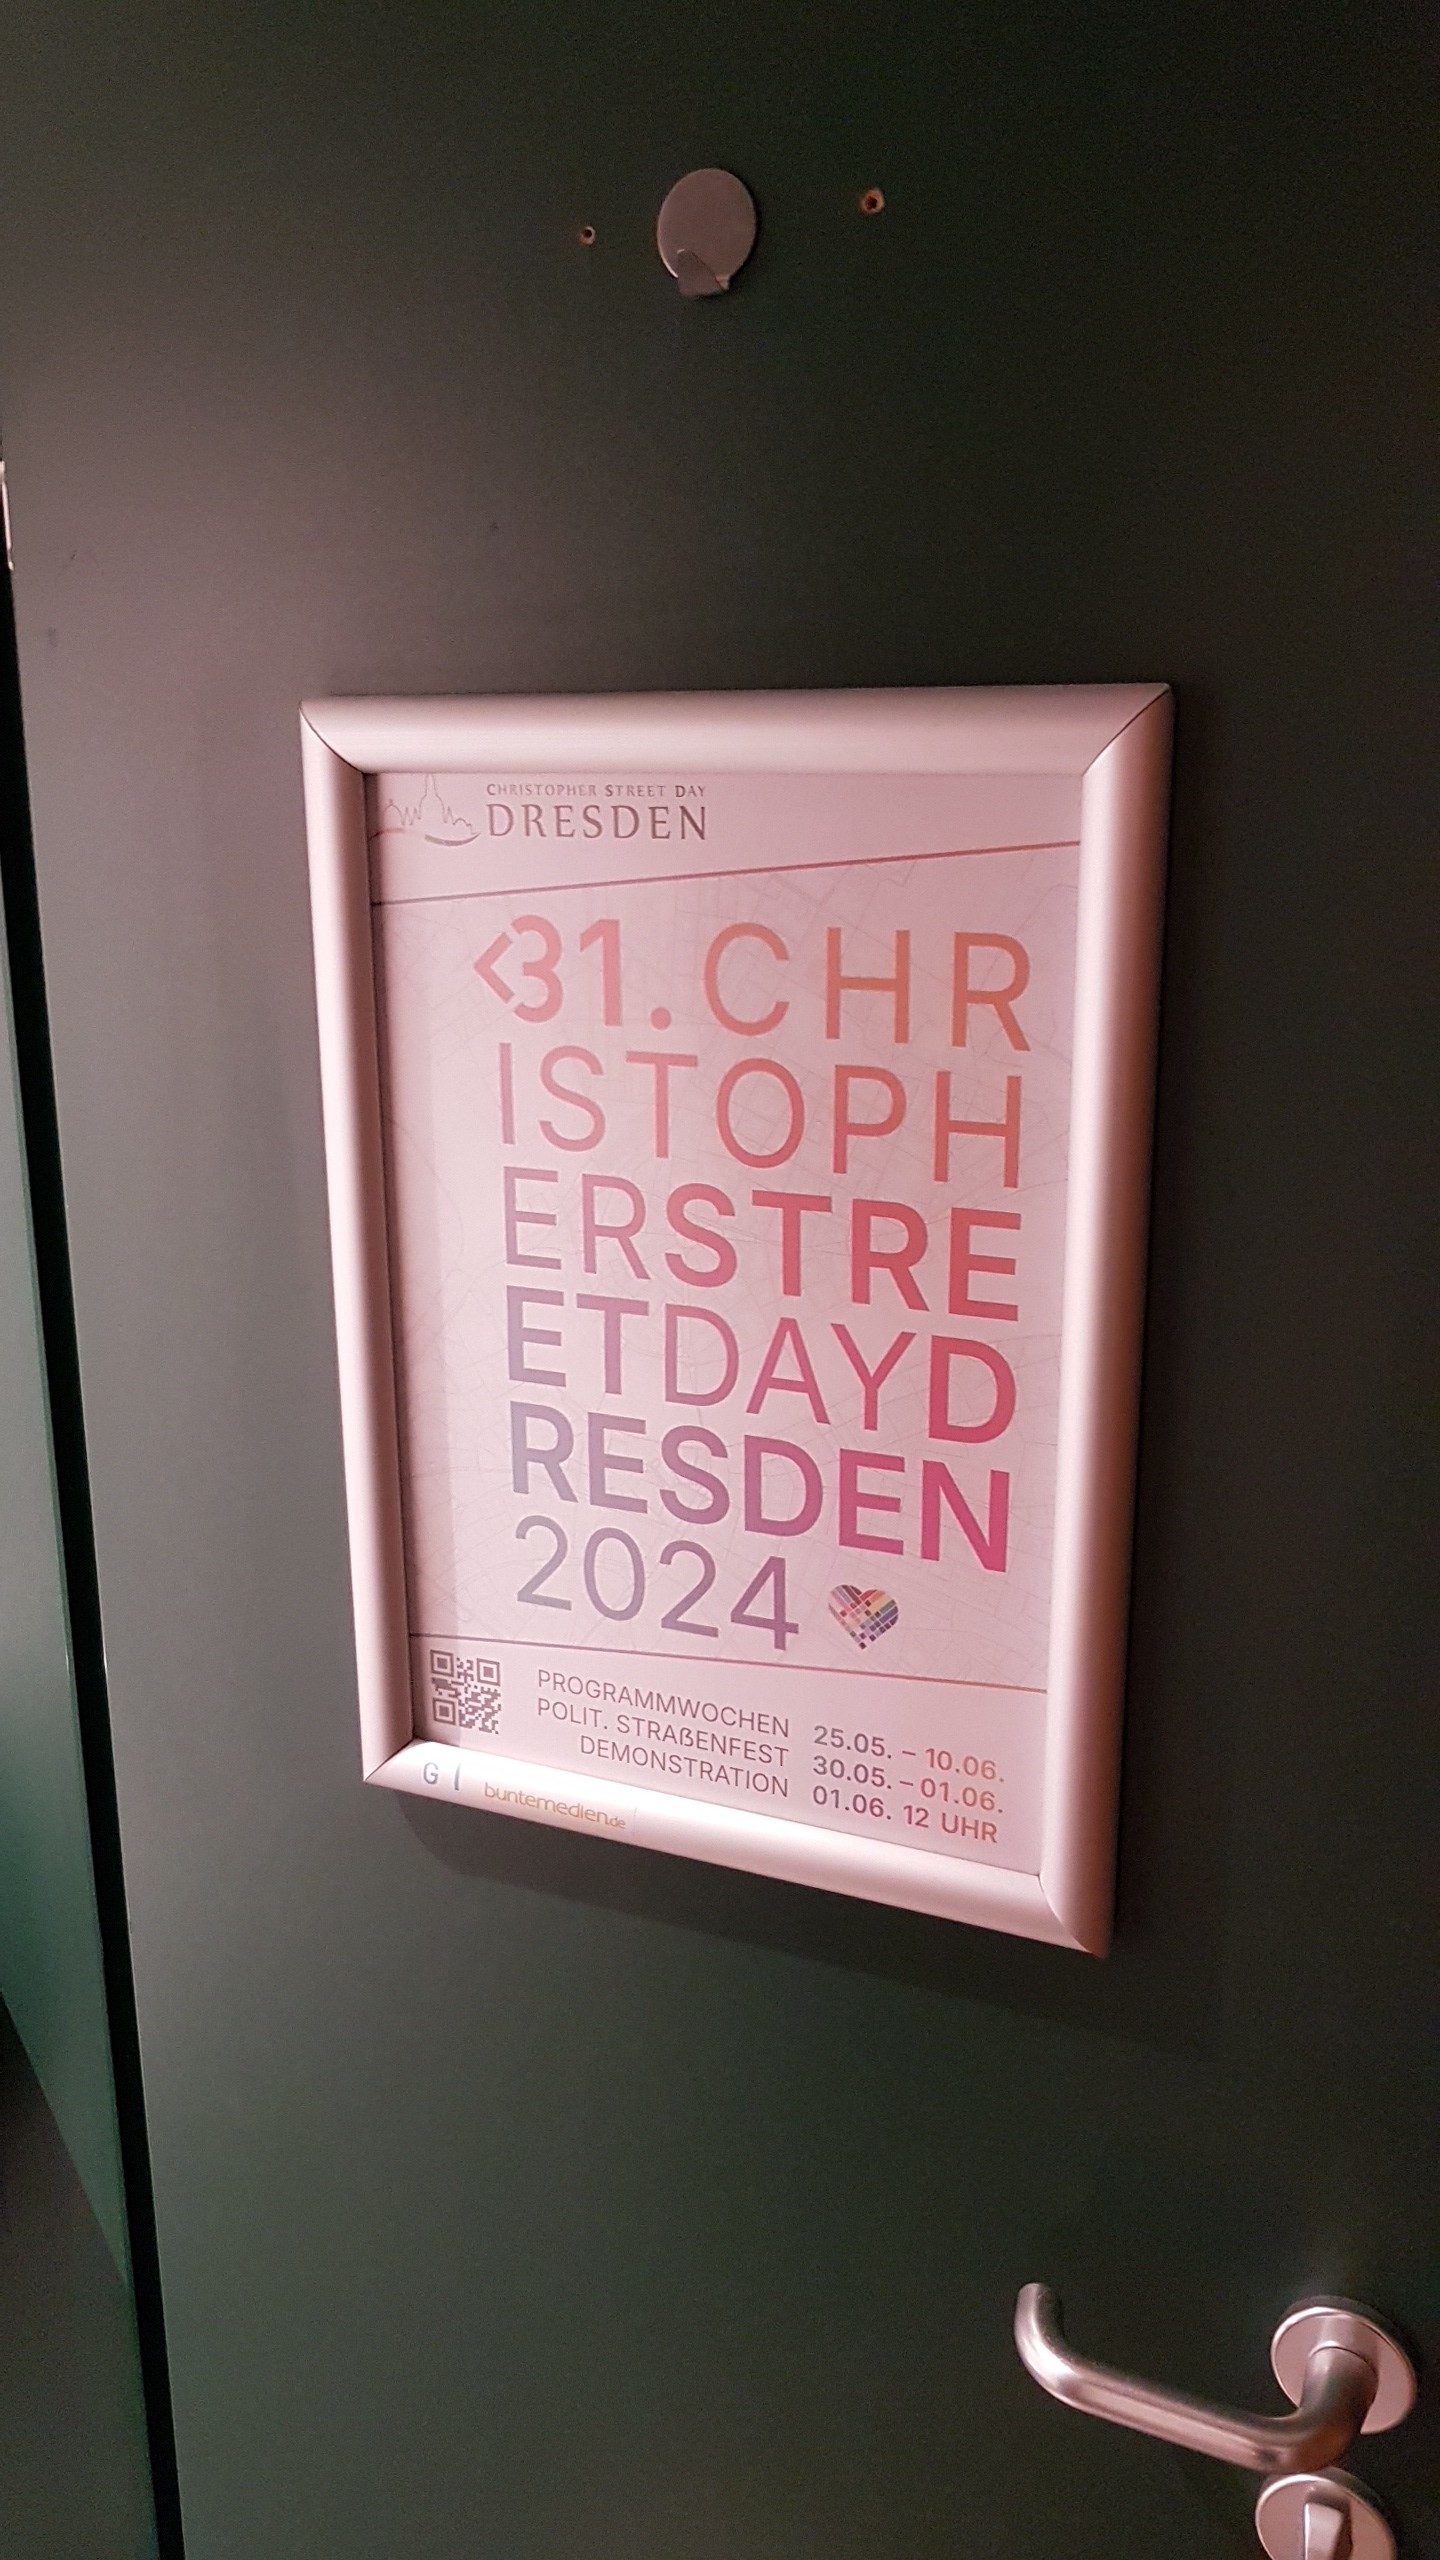 CHRISTOPHER STREET DAY
DRESDEN
<31. CHR
ISTOPH
ERSTRE
ETDAYD
RESDEN
2024
PROGRAMMWOCHEN 25.05. – 10.06.
POLIT. STRAßENFEST 30.05. – 01.06.
DEMONSTRATION 01.06. 12 UHR
buntemedien.de